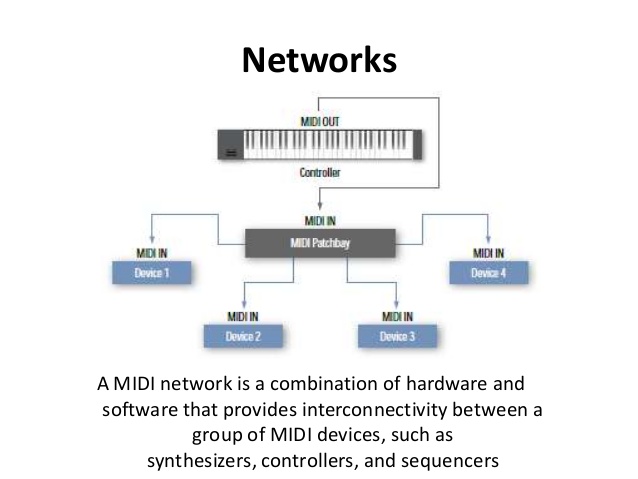 Networks
MIDI OUT
Controller
MIDI IN
MIDI Patchbay
MIDI IN
Device 1
MIDI IN
Device 4
MIDI IN
Device 2
MIDI IN
Device 3
A MIDI network is a combination of hardware and
software that provides interconnectivity between a
group of MIDI devices, such as
synthesizers, controllers, and sequencers